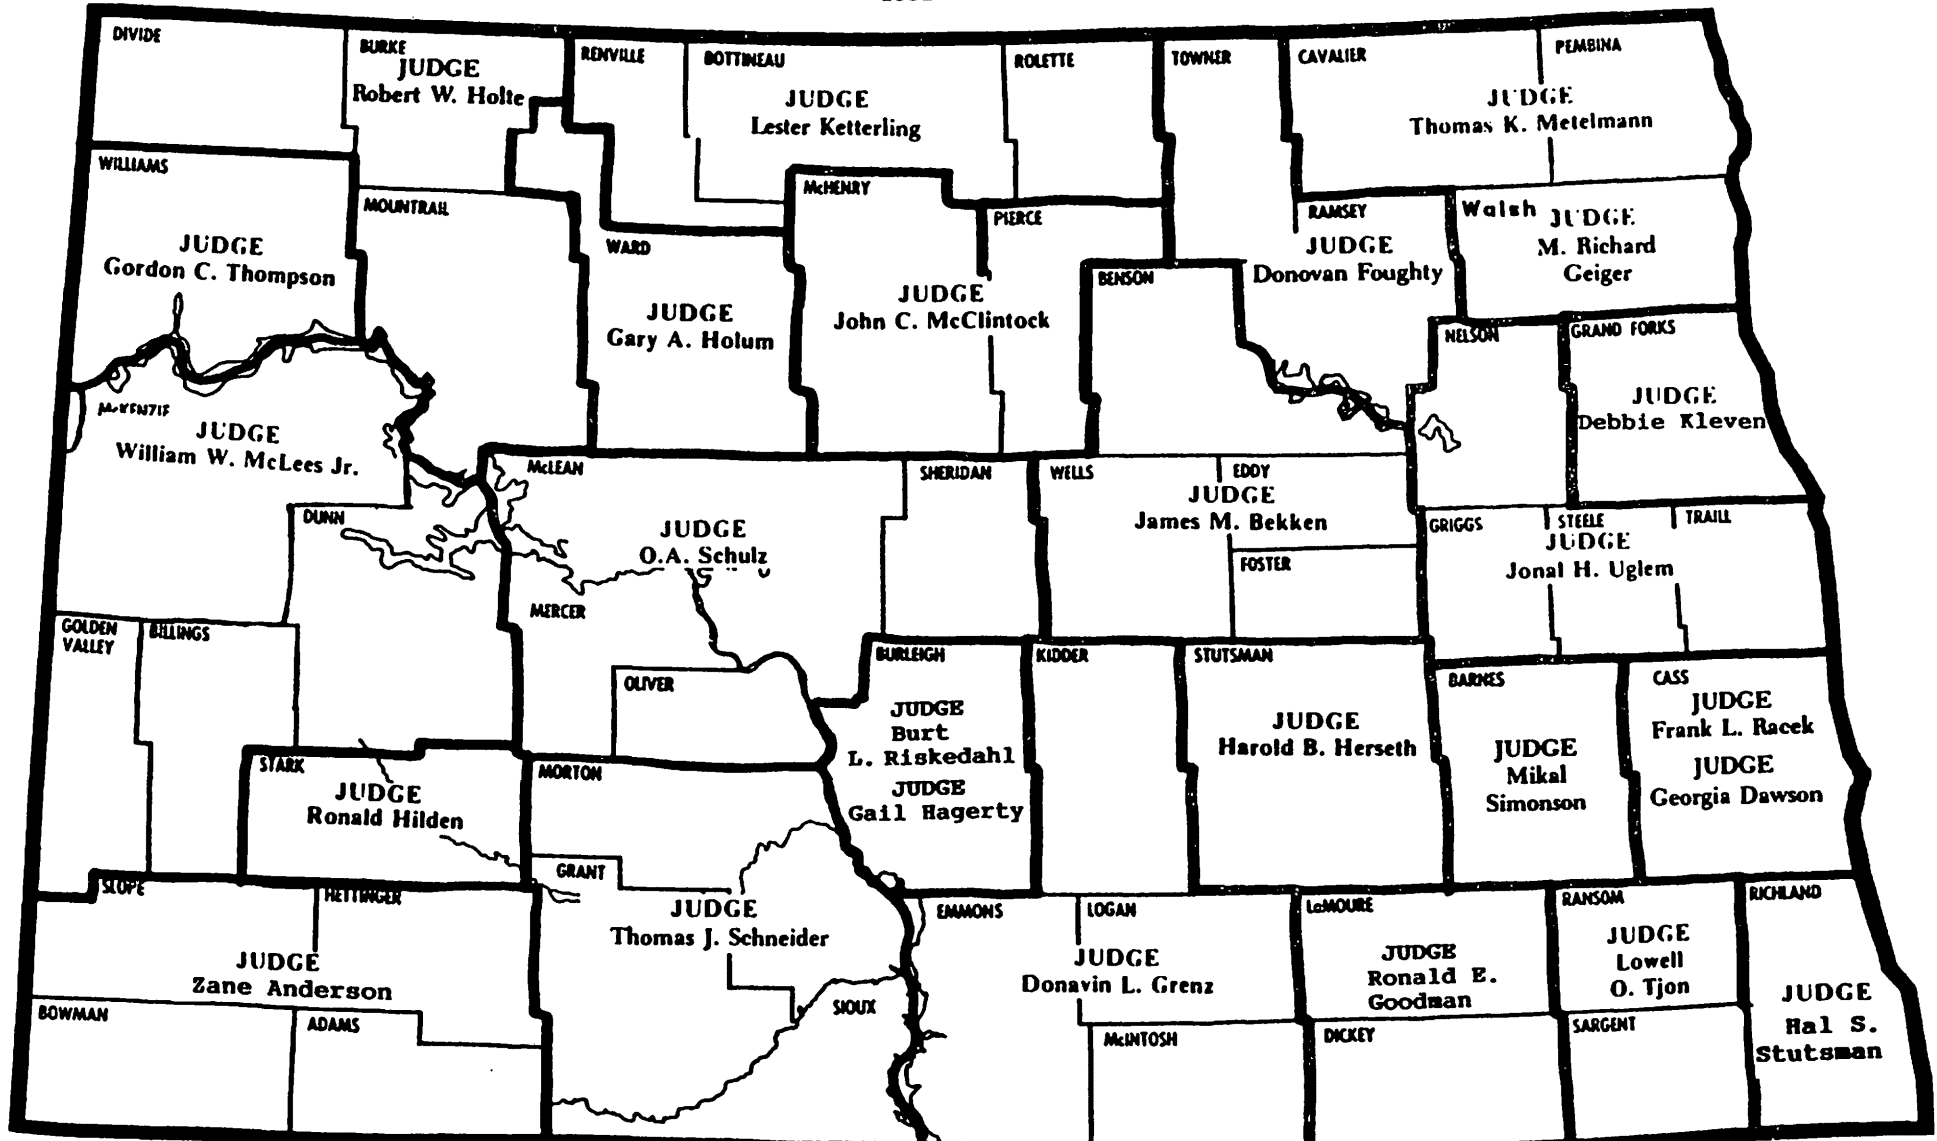 DIVIDE
BURKE
JUDGE
Robert W. Holte
RENVILLE
BOTTINEAU
JUDGE
Lester Ketterling
ROLETTE
TOWNER
CAVALIER
PEMBINA
JUDGE
Thomas K. Metelmann
WILLIAMS
JUDGE
Gordon C. Thompson
MOUNTRAIL
WARD
JUDGE
Gary A. Holum
McHENRY
PIERCE
JUDGE
John C. McClintock
BENSON
RAMSEY
JUDGE
Donovan Foughty
Walsh
JUDGE
M. Richard
Geiger
NELSON
GRAND FORKS
JUDGE
Debbie Kleven
McKENZIE
JUDGE
William W. McLees Jr.
DUNN
McLEAN
JUDGE
O.A. Schulz
SHERIDAN
WELLS
EDDY
JUDGE
James M. Bekken
FOSTER
GRIGGS
STEELE
TRAILL
JUDGE
Jonal H. Uglem
MERCER
GOLDEN
VALLEY
BILLINGS
OLIVER
BURLEIGH
JUDGE
Burt
L. Riskedahl
JUDGE
Gail Hagerty
KIDDER
STUTSMAN
JUDGE
Harold B. Herseth
BARNES
JUDGE
Mikal
Simonson
CASS
JUDGE
Frank L. Racek
JUDGE
Georgia Dawson
STARK
JUDGE
Ronald Hilden
MORTON
GRANT
JUDGE
Thomas J. Schneider
SIOUX
SLOPE
HETTINGER
JUDGE
Zane Anderson
BOWMAN
ADAMS
EMMONS
LOGAN
JUDGE
Donavin L. Grenz
McINTOSH
LaMOURE
JUDGE
Ronald E.
Goodman
DICKEY
RANSOM
JUDGE
Lowell
O. Tjon
SARGENT
RICHLAND
JUDGE
Hal S.
Stutsman